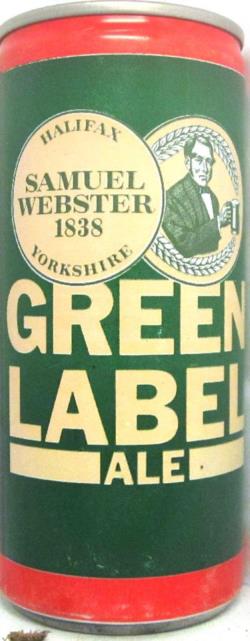 HALIFAX
SAMUEL
WEBSTER
1838
YORKSHIRE
GREEN
LABEL
ALE